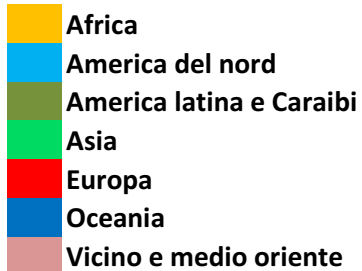 Africa
America del nord
America latina e Caraibi
Asia
Europa
Oceania
Vicino e medio oriente